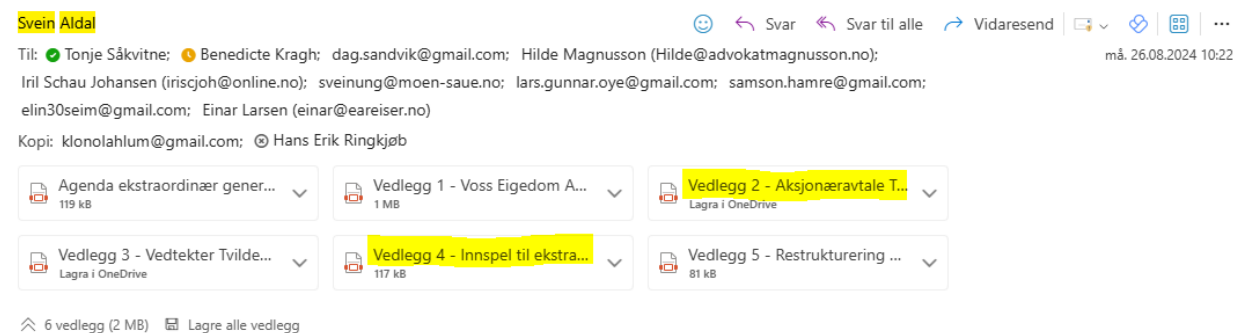 Svein Aldal
Svar Svar til alle Vidaresend
Til: Tonje Såkvitne; Benedicte Kragh; dag.sandvik@gmail.com; Hilde Magnusson (Hilde@advokatmagnusson.no);
må. 26.08.2024 10:22
Iril Schau Johansen (iriscjoh@online.no); sveinung@moen-saue.no; lars.gunnar.oye@gmail.com; samson.hamre@gmail.com;
elin30seim@gmail.com; Einar Larsen (einar@eareiser.no)
Kopi: klonolahlum@gmail.com; Hans Erik Ringkjøb
Agenda ekstraordinær gener...
119 kB
Vedlegg 1 - Voss Eigedom A...
1 MB
Vedlegg 2 - Aksjonæravtale T...
Lagra i OneDrive
Vedlegg 3 - Vedtekter Tvilde...
Lagra i OneDrive
Vedlegg 4 - Innspel til ekstra...
117 kB
Vedlegg 5 - Restrukturering ...
81 kB
6 vedlegg (2 MB) Lagre alle vedlegg